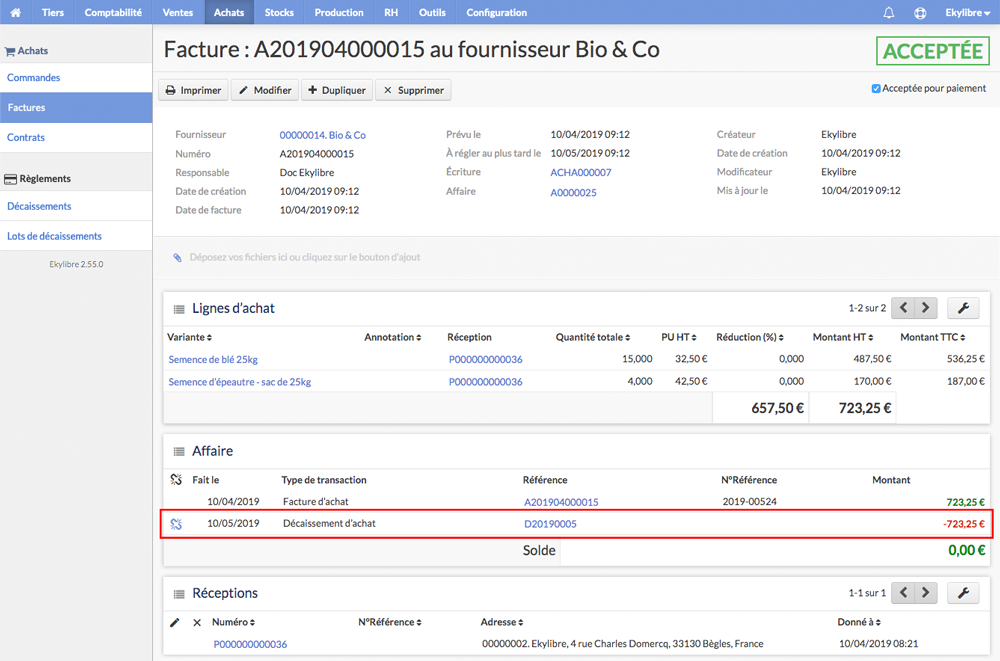 Tiers Comptabilité Ventes Achats Stocks Production RH Outils Configuration Ekylibre
Achats
Commandes
Factures
Contrats
Règlements
Décaissements
Lots de décaissements
Ekylibre 2.55.0
Facture : A201904000015 au fournisseur Bio & Co
ACCEPTÉE
Imprimer Modifier Dupliquer Supprimer
Acceptée pour paiement
Fournisseur 00000014. Bio & Co
Numéro A201904000015
Responsable Doc Ekylibre
Date de création 10/04/2019 09:12
Date de facture 10/04/2019 09:12
Prévu le 10/04/2019 09:12
À régler au plus tard le 10/05/2019 09:12
Écriture ACHA000007
Affaire A0000025
Créateur Ekylibre
Date de création 10/04/2019 09:12
Modificateur Ekylibre
Mis à jour le 10/04/2019 09:12
Déposez vos fichiers ici ou cliquez sur le bouton d'ajout
Lignes d'achat 1-2 sur 2
Variante Annotation Réception Quantité totale PU HT Réduction (%) Montant HT Montant TTC
Semence de blé 25kg P000000000036 15,000 32,50 € 0,000 487,50 € 536,25 €
Semence d'épeautre - sac de 25kg P000000000036 4,000 42,50 € 0,000 170,00 € 187,00 €
657,50 € 723,25 €
Affaire
Fait le Type de transaction Référence N°Référence Montant
10/04/2019 Facture d'achat A201904000015 2019-00524 723,25 €
10/05/2019 Décaissement d'achat D20190005 -723,25 €
Solde 0,00 €
Réceptions 1-1 sur 1
Numéro N°Référence Adresse Donné à
P000000000036 00000002. Ekylibre, 4 rue Charles Domercq, 33130 Bègles, France 10/04/2019 08:21